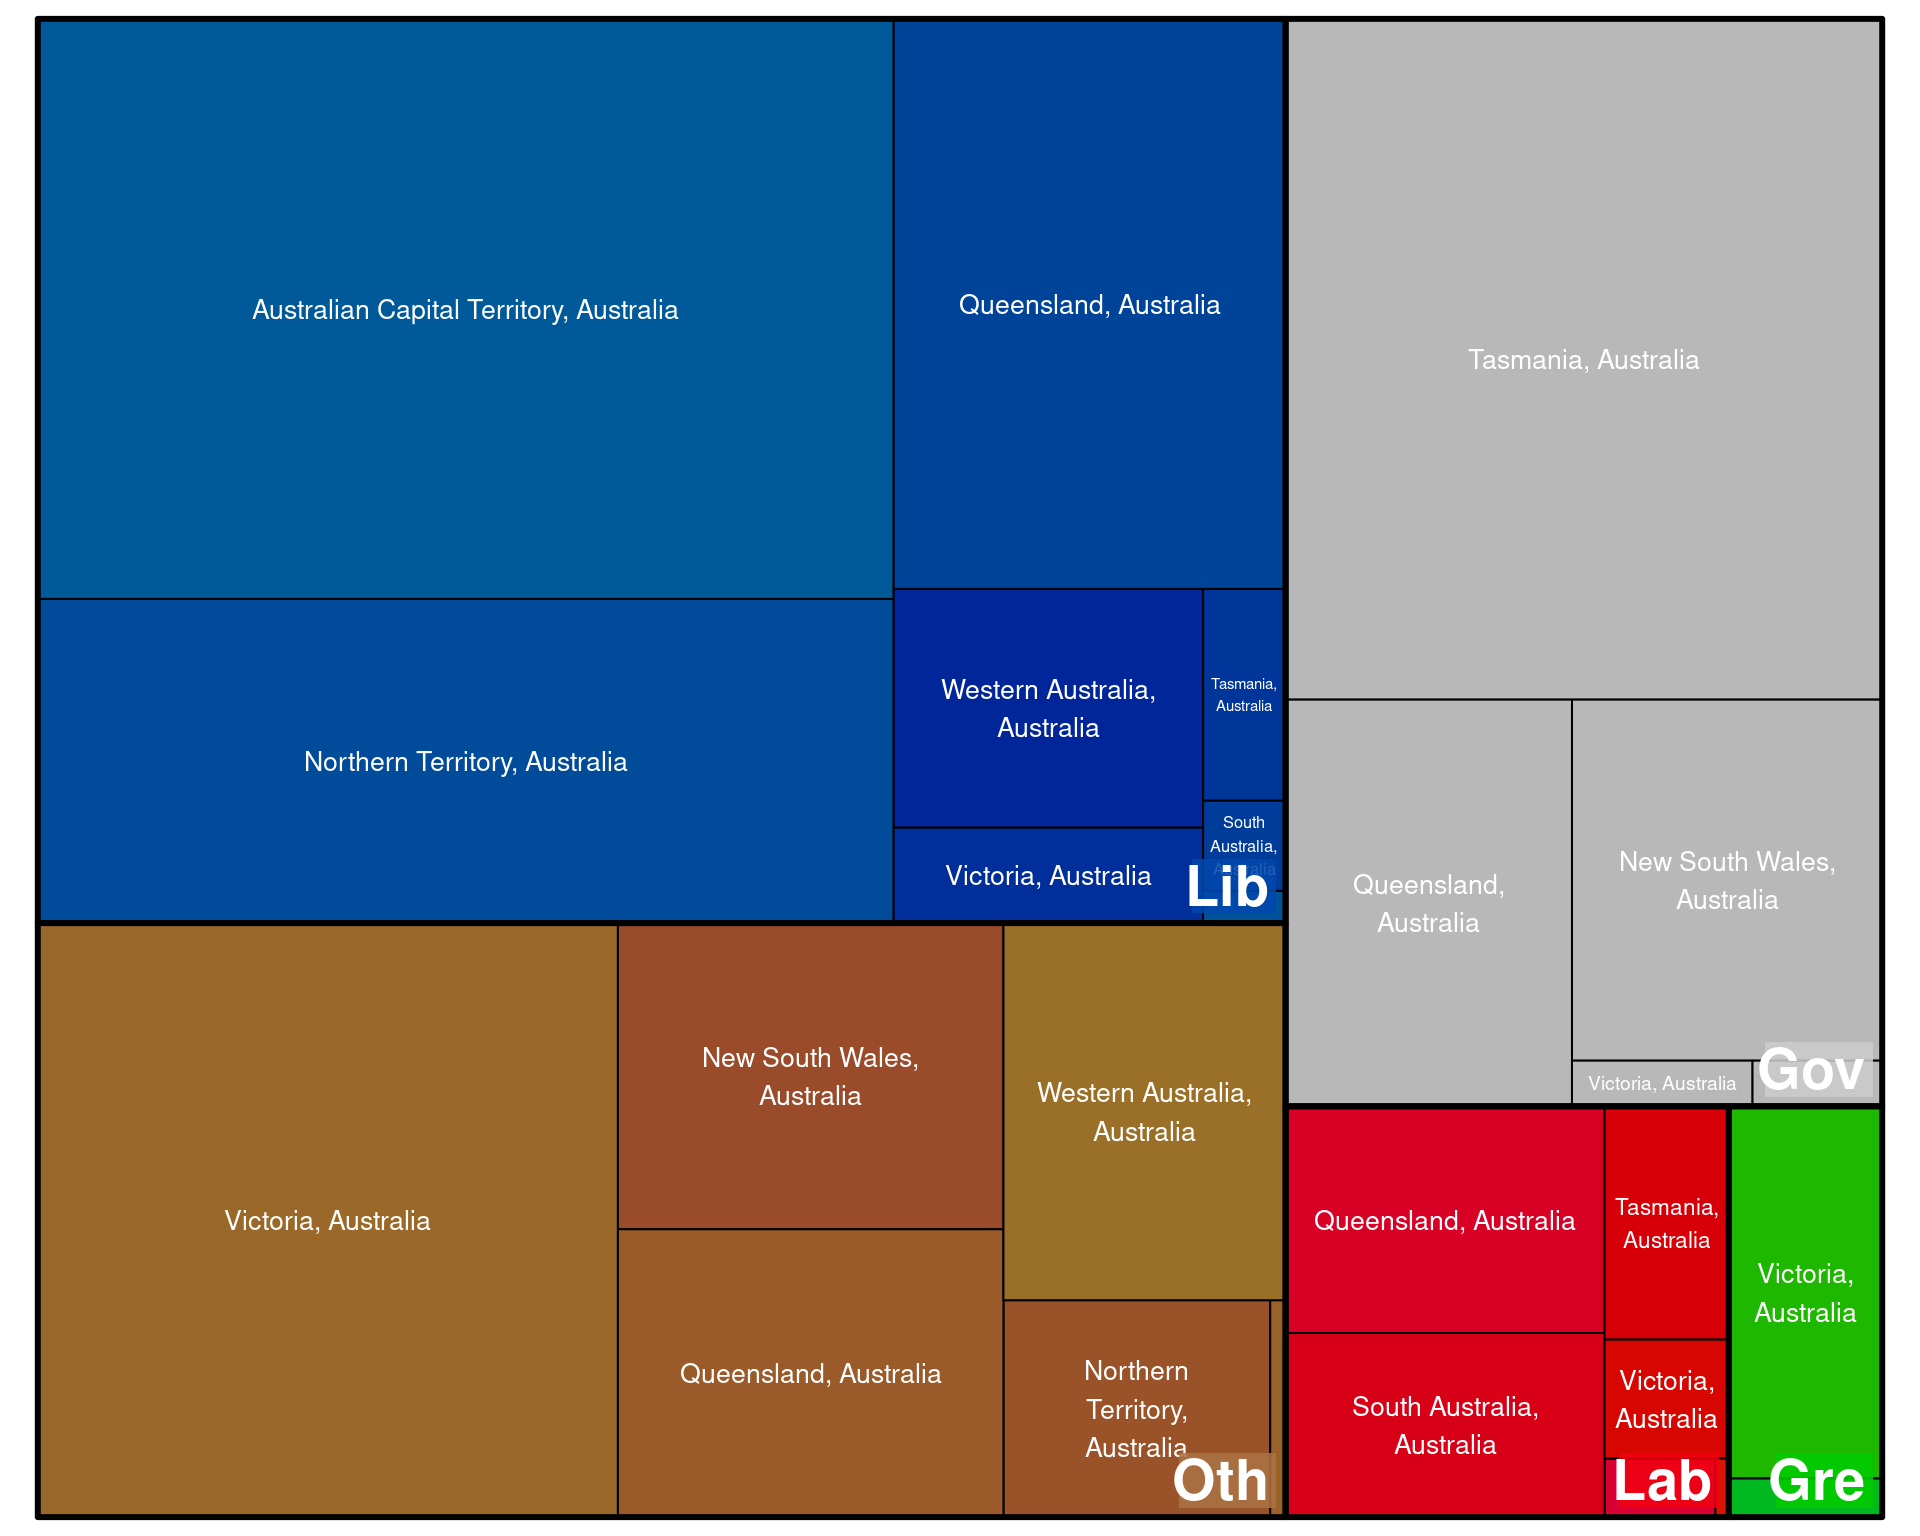 Australian Capital Territory, Australia
Queensland, Australia
Northern Territory, Australia
Western Australia,
Australia
Tasmania,
Australia
South
Australia,
Australia
Victoria, Australia
Lib
Tasmania, Australia
Queensland,
Australia
New South Wales,
Australia
Victoria, Australia
Gov
Victoria, Australia
New South Wales,
Australia
Western Australia,
Australia
Queensland, Australia
Northern
Territory,
Australia
Oth
Queensland, Australia
Tasmania,
Australia
South Australia,
Australia
Victoria,
Australia
Lab
Victoria,
Australia
Gre